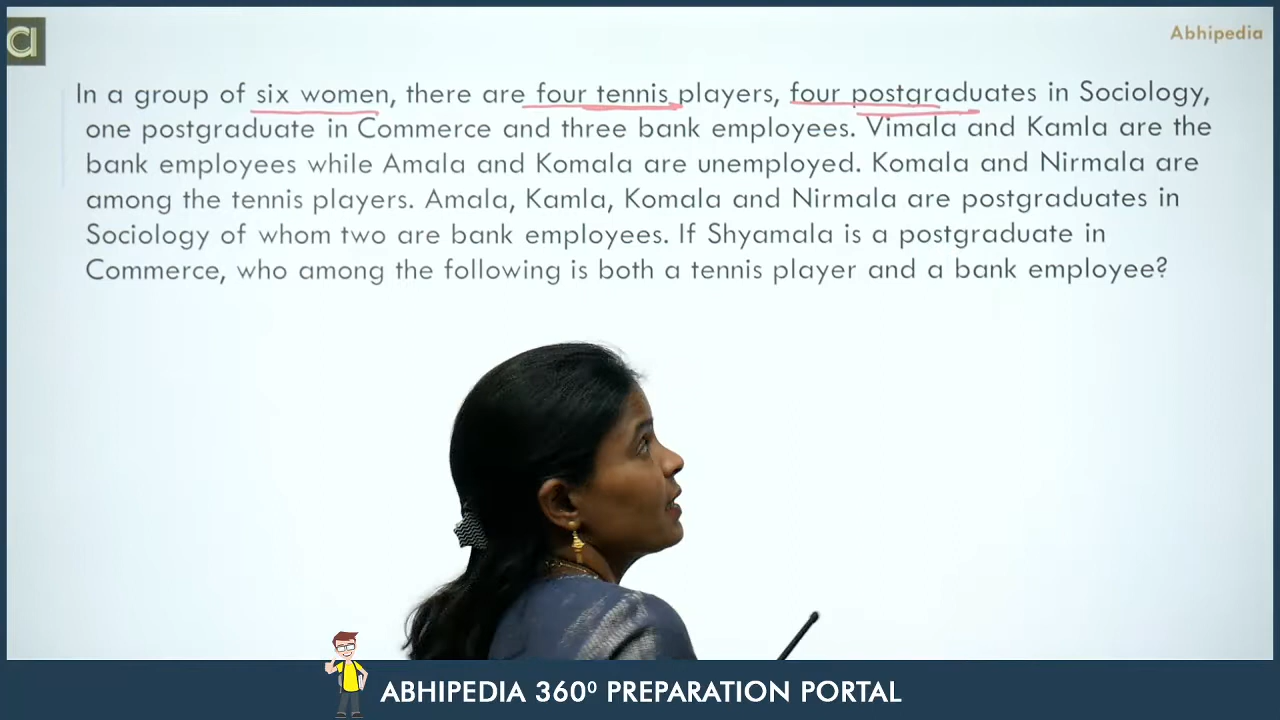 a
Abhipedia
In a group of six women, there are four tennis players, four postgraduates in Sociology,
one postgraduate in Commerce and three bank employees. Vimala and Kamla are the
bank employees while Amala and Komala are unemployed. Komala and Nirmala are
among the tennis players. Amala, Kamla, Komala and Nirmala are postgraduates in
Sociology of whom two are bank employees. If Shyamala is a postgraduate in
Commerce, who among the following is both a tennis player and a bank employee?
ABHIPEDIA 360⁰ PREPARATION PORTAL